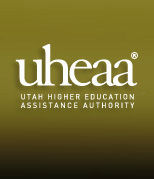 uheaa®
UTAH HIGHER EDUCATION
ASSISTANCE AUTHORITY